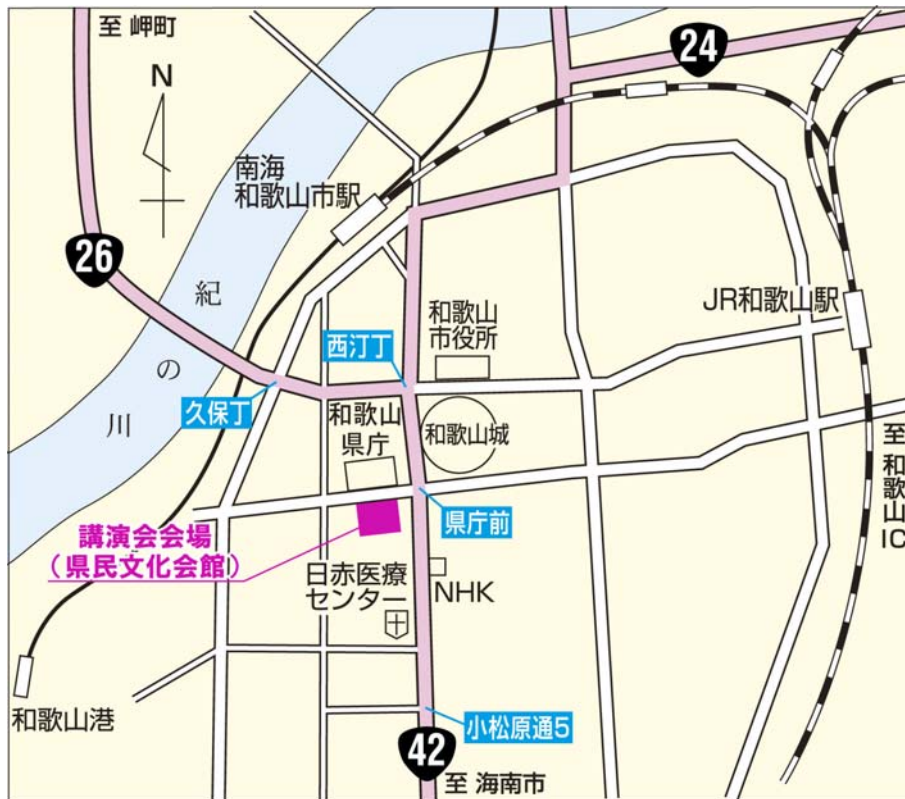 至 岬町
24
N
南海
和歌山市駅
26
紀の川
JR和歌山駅
和歌山
市役所
西汀丁
久保丁
和歌山
県庁
和歌山城
至 和歌山IC
県庁前
講演会会場
（県民文化会館）
日赤医療
センター
NHK
和歌山港
小松原通5
42
至 海南市